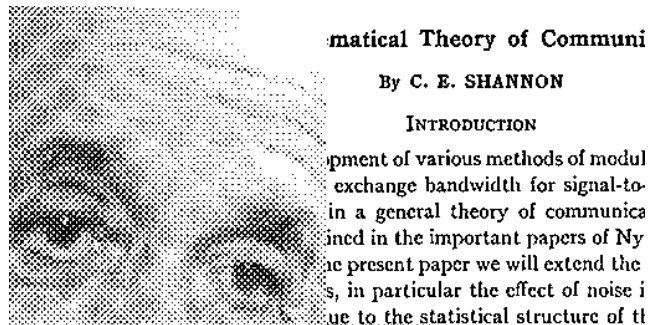 matical Theory of Communi
By C. E. SHANNON
INTRODUCTION
opment of various methods of modul
exchange bandwidth for signal-to-
in a general theory of communica
ined in the important papers of Ny
he present paper we will extend the
s, in particular the effect of noise i
ue to the statistical structure of th